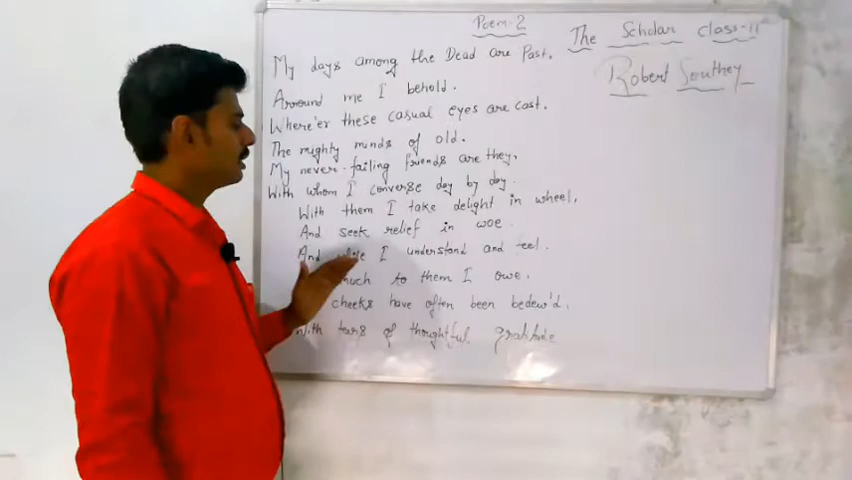 Poem-2
The Scholar Class-11
Robert Southey
My days among the Dead are Past.
Arround me I behold.
Where'er these casual eyes are cast.
The mighty minds of old.
My never-failing friends are they,
With whom I converse day by day.
With them I take delight in wheel,
And seek relief in woe.
And I understand and feel.
much to them I owe.
cheeks have often been bedew'd.
With tears of thoughtful gratitude